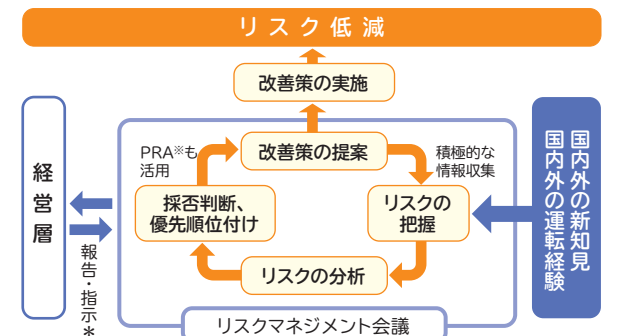 リスク低減
改善策の実施
経営層
PRA※も
活用
改善策の提案
積極的な
情報収集
採否判断、
優先順位付け
リスクの
把握
リスクの分析
国内外の新知見
国内外の運転経験
報告・指示＊
リスクマネジメント会議